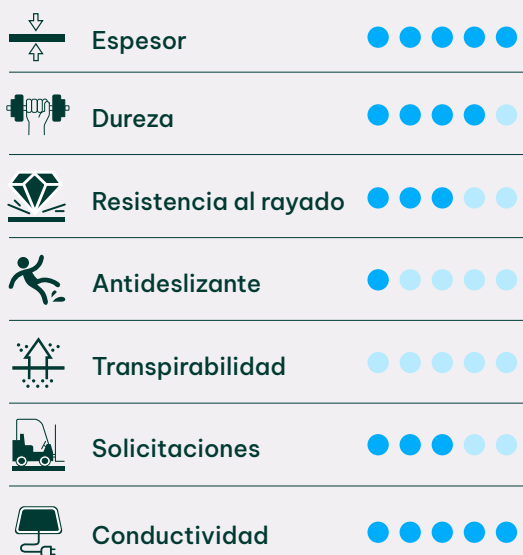 Espesor
Dureza
Resistencia al rayado
Antideslizante
Transpirabilidad
Solicitaciones
Conductividad